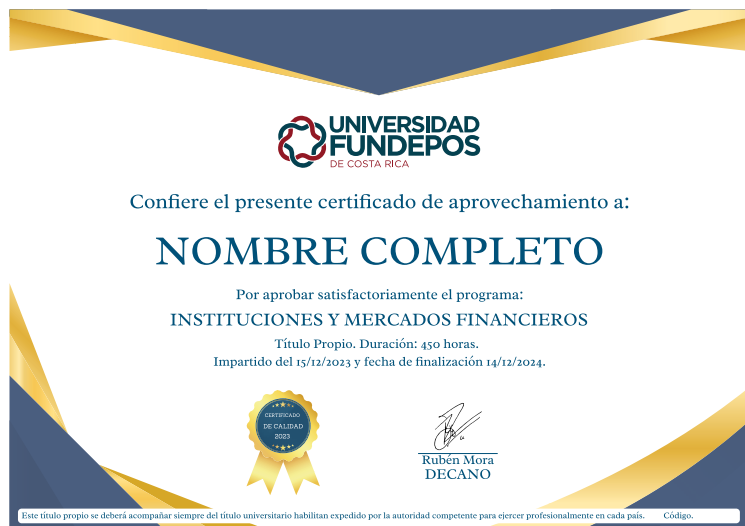 UNIVERSIDAD
FUNDEPOS
DE COSTA RICA
Confiere el presente certificado de aprovechamiento a:
NOMBRE COMPLETO
Por aprobar satisfactoriamente el programa:
INSTITUCIONES Y MERCADOS FINANCIEROS
Título Propio. Duración: 450 horas.
Impartido del 15/12/2023 y fecha de finalización 14/12/2024.
CERTIFICADO
DE CALIDAD
2023
Rubén Mora
DECANO
Este título propio se deberá acompañar siempre del título universitario habilitan expedido por la autoridad competente para ejercer profesionalmente en cada país. Código.